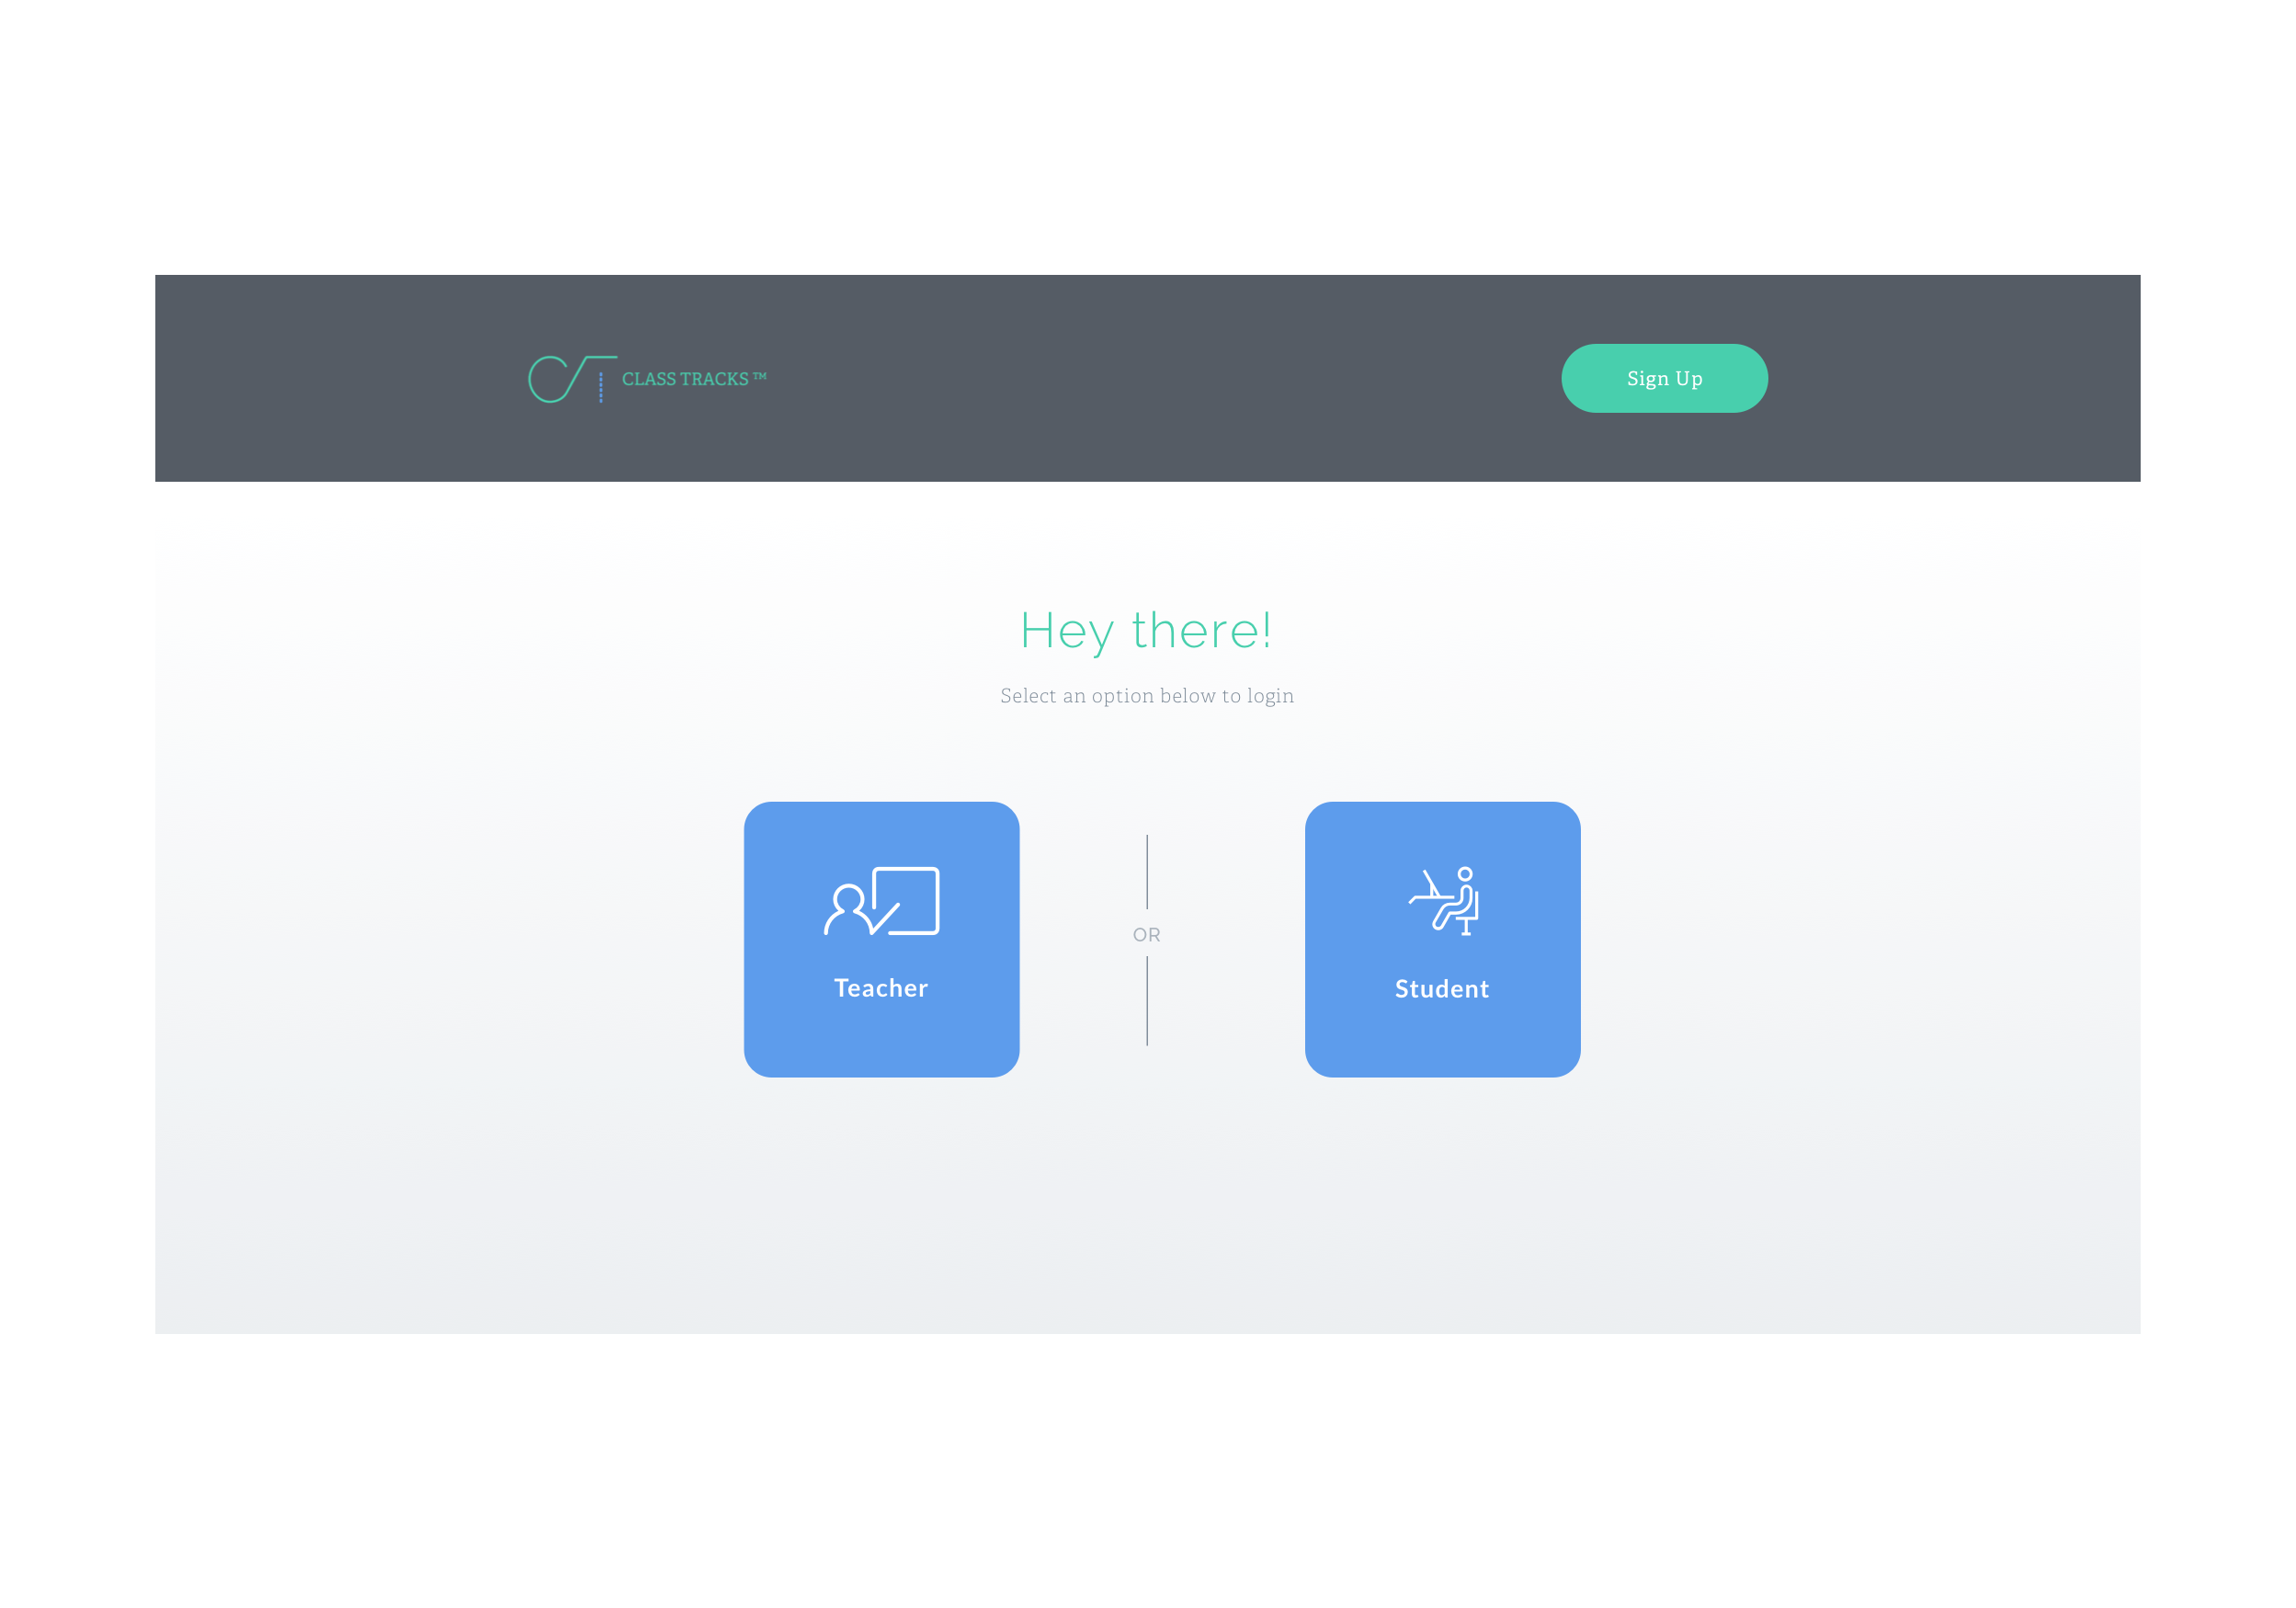 CLASS TRACKS ™
Sign Up
Hey there!
Select an option below to login
OR
Teacher
Student